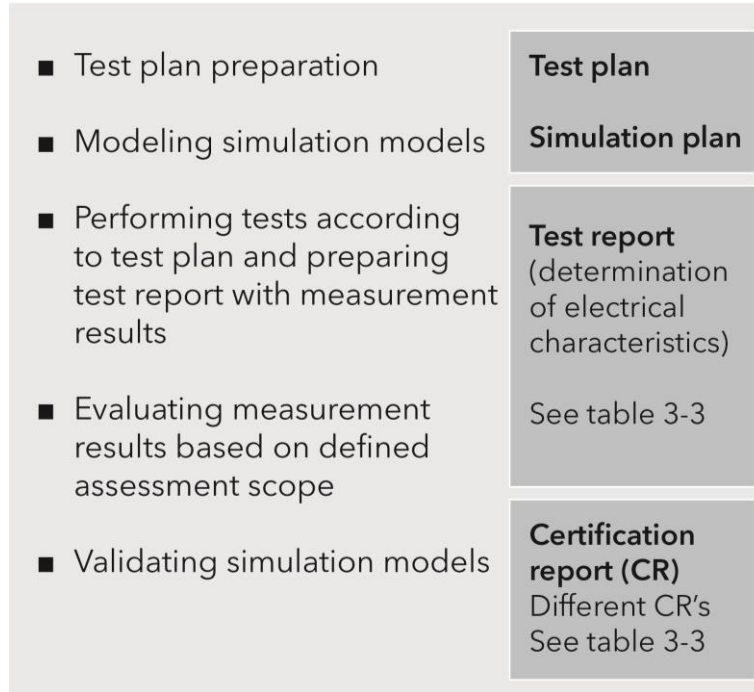 ■ Test plan preparation
■ Modeling simulation models
■ Performing tests according
to test plan and preparing
test report with measurement
results
■ Evaluating measurement
results based on defined
assessment scope
■ Validating simulation models
Test plan
Simulation plan
Test report
(determination
of electrical
characteristics)
See table 3-3
Certification
report (CR)
Different CR's
See table 3-3